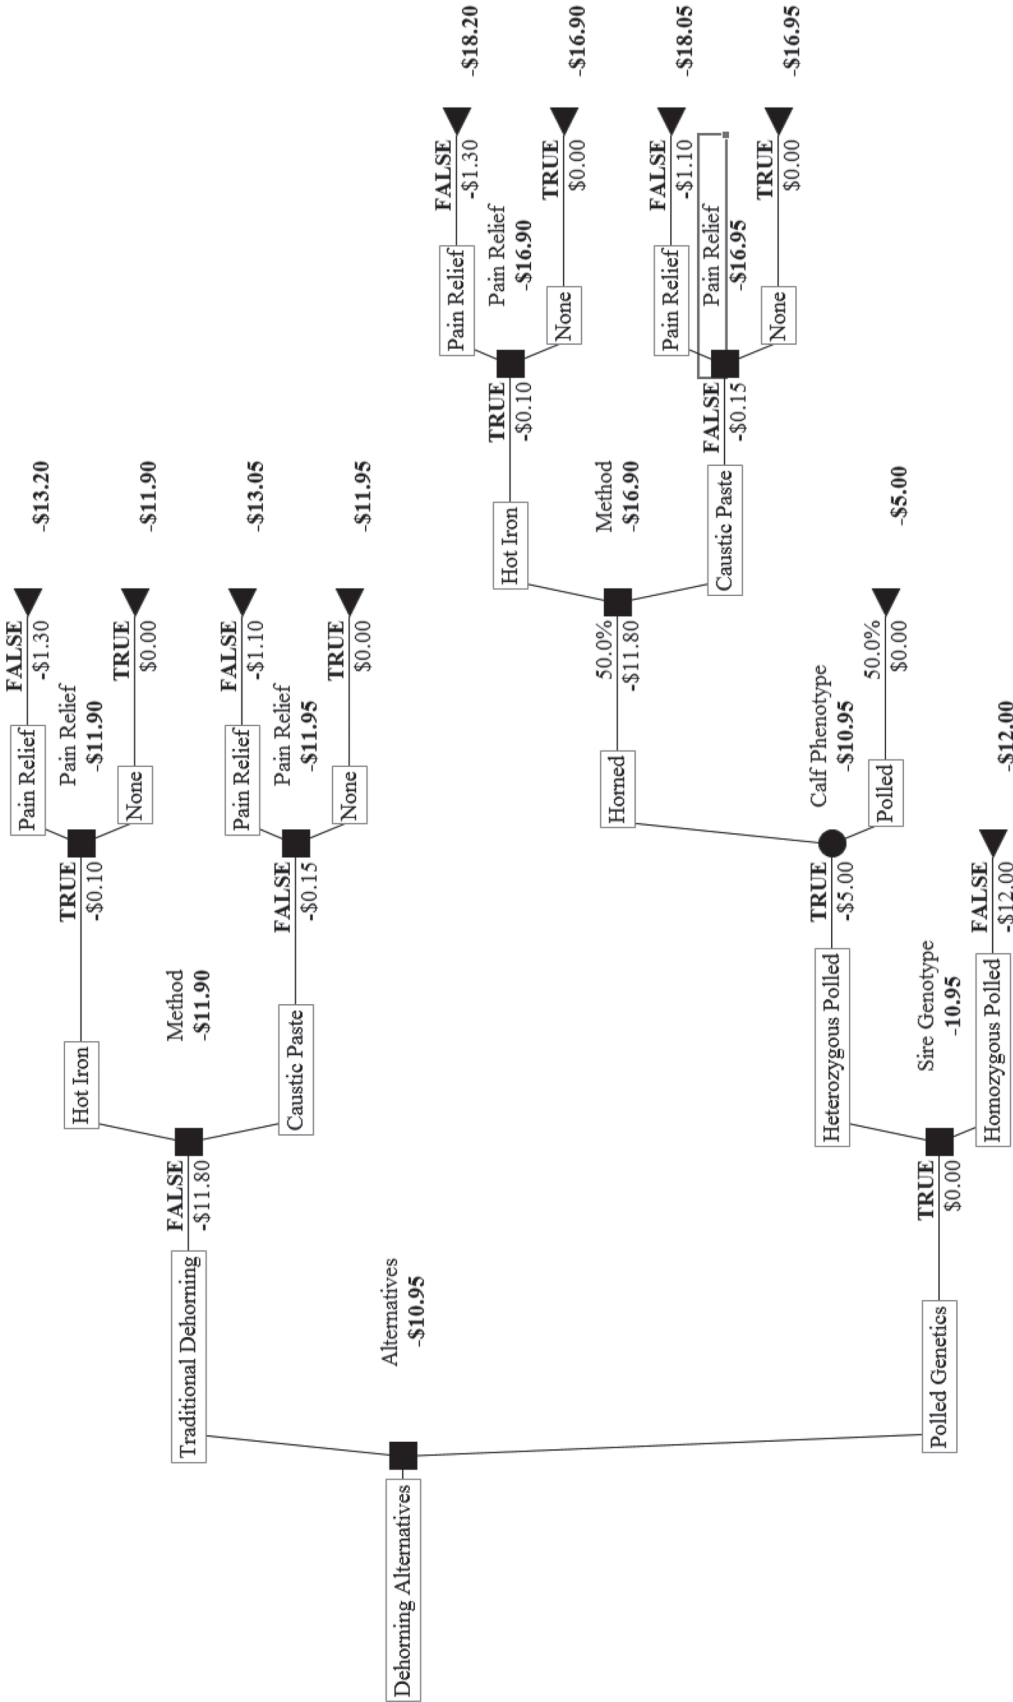 Dehorning Alternatives
Alternatives
-$10.95
Traditional Dehorning
FALSE
-$11.80
Method
-$11.90
Hot Iron
TRUE
-$0.10
Pain Relief
-$11.90
Pain Relief
FALSE
-$1.30
-$13.20
None
TRUE
$0.00
-$11.90
Caustic Paste
FALSE
-$0.15
Pain Relief
-$11.95
Pain Relief
FALSE
-$1.10
-$13.05
None
TRUE
$0.00
-$11.95
Polled Genetics
TRUE
$0.00
Sire Genotype
-10.95
Heterozygous Polled
TRUE
-$5.00
Calf Phenotype
-$10.95
Horned
50.0%
-$11.80
Method
-$16.90
Hot Iron
TRUE
-$0.10
Pain Relief
-$16.90
Pain Relief
FALSE
-$1.30
-$18.20
None
TRUE
$0.00
-$16.90
Caustic Paste
FALSE
-$0.15
Pain Relief
-$16.95
Pain Relief
FALSE
-$1.10
-$18.05
None
TRUE
$0.00
-$16.95
Polled
50.0%
$0.00
-$5.00
Homozygous Polled
FALSE
-$12.00
-$12.00